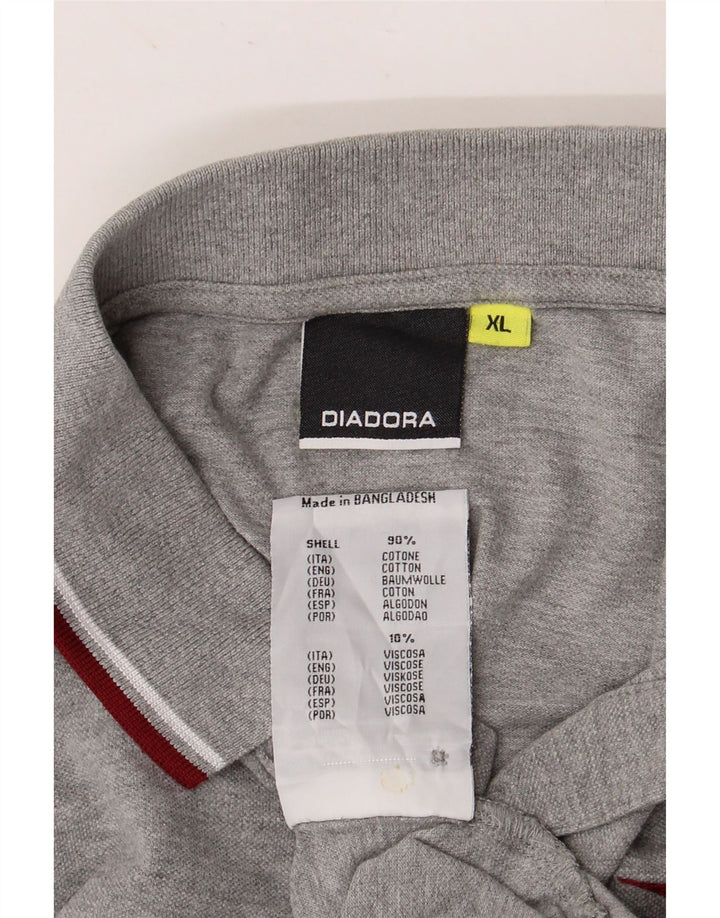 XL
DIADORA
Made in BANGLADESH
SHELL 90%
(ITA) COTONE
(ENG) COTTON
(DEU) BAUMWOLLE
(FRA) COTON
(ESP) ALGODON
(POR) ALGODAO
10%
(ITA) VISCOSA
(ENG) VISCOSE
(DEU) VISKOSE
(FRA) VISCOSE
(ESP) VISCOSA
(POR) VISCOSA